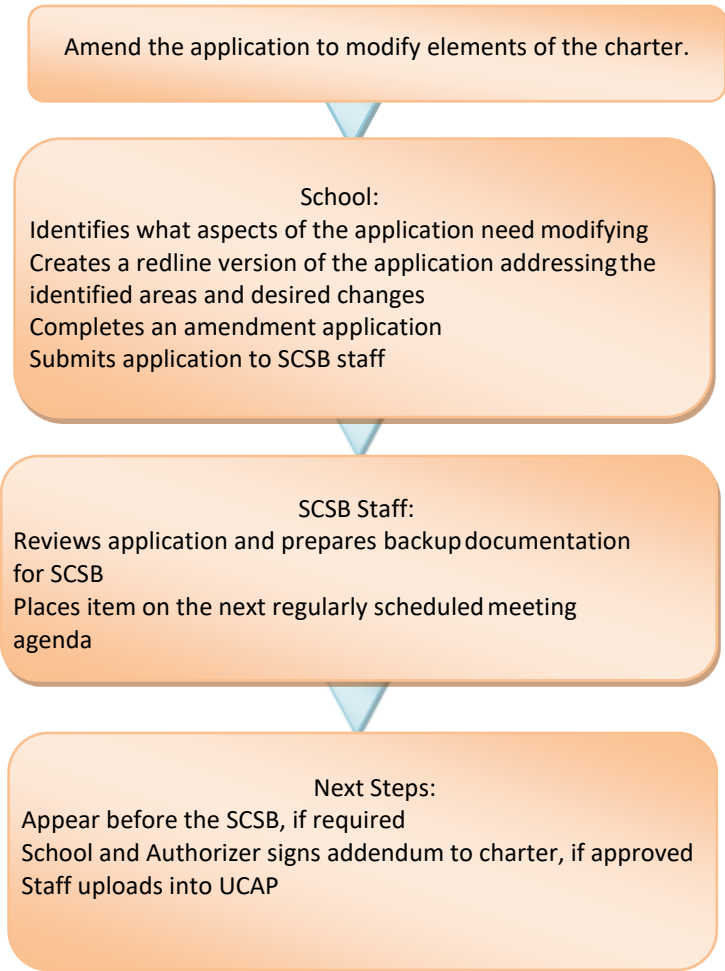 Amend the application to modify elements of the charter.
School:
Identifies what aspects of the application need modifying
Creates a redline version of the application addressing the
identified areas and desired changes
Completes an amendment application
Submits application to SCSB staff
SCSB Staff:
Reviews application and prepares backup documentation
for SCSB
Places item on the next regularly scheduled meeting
agenda
Next Steps:
Appear before the SCSB, if required
School and Authorizer signs addendum to charter, if approved
Staff uploads into UCAP